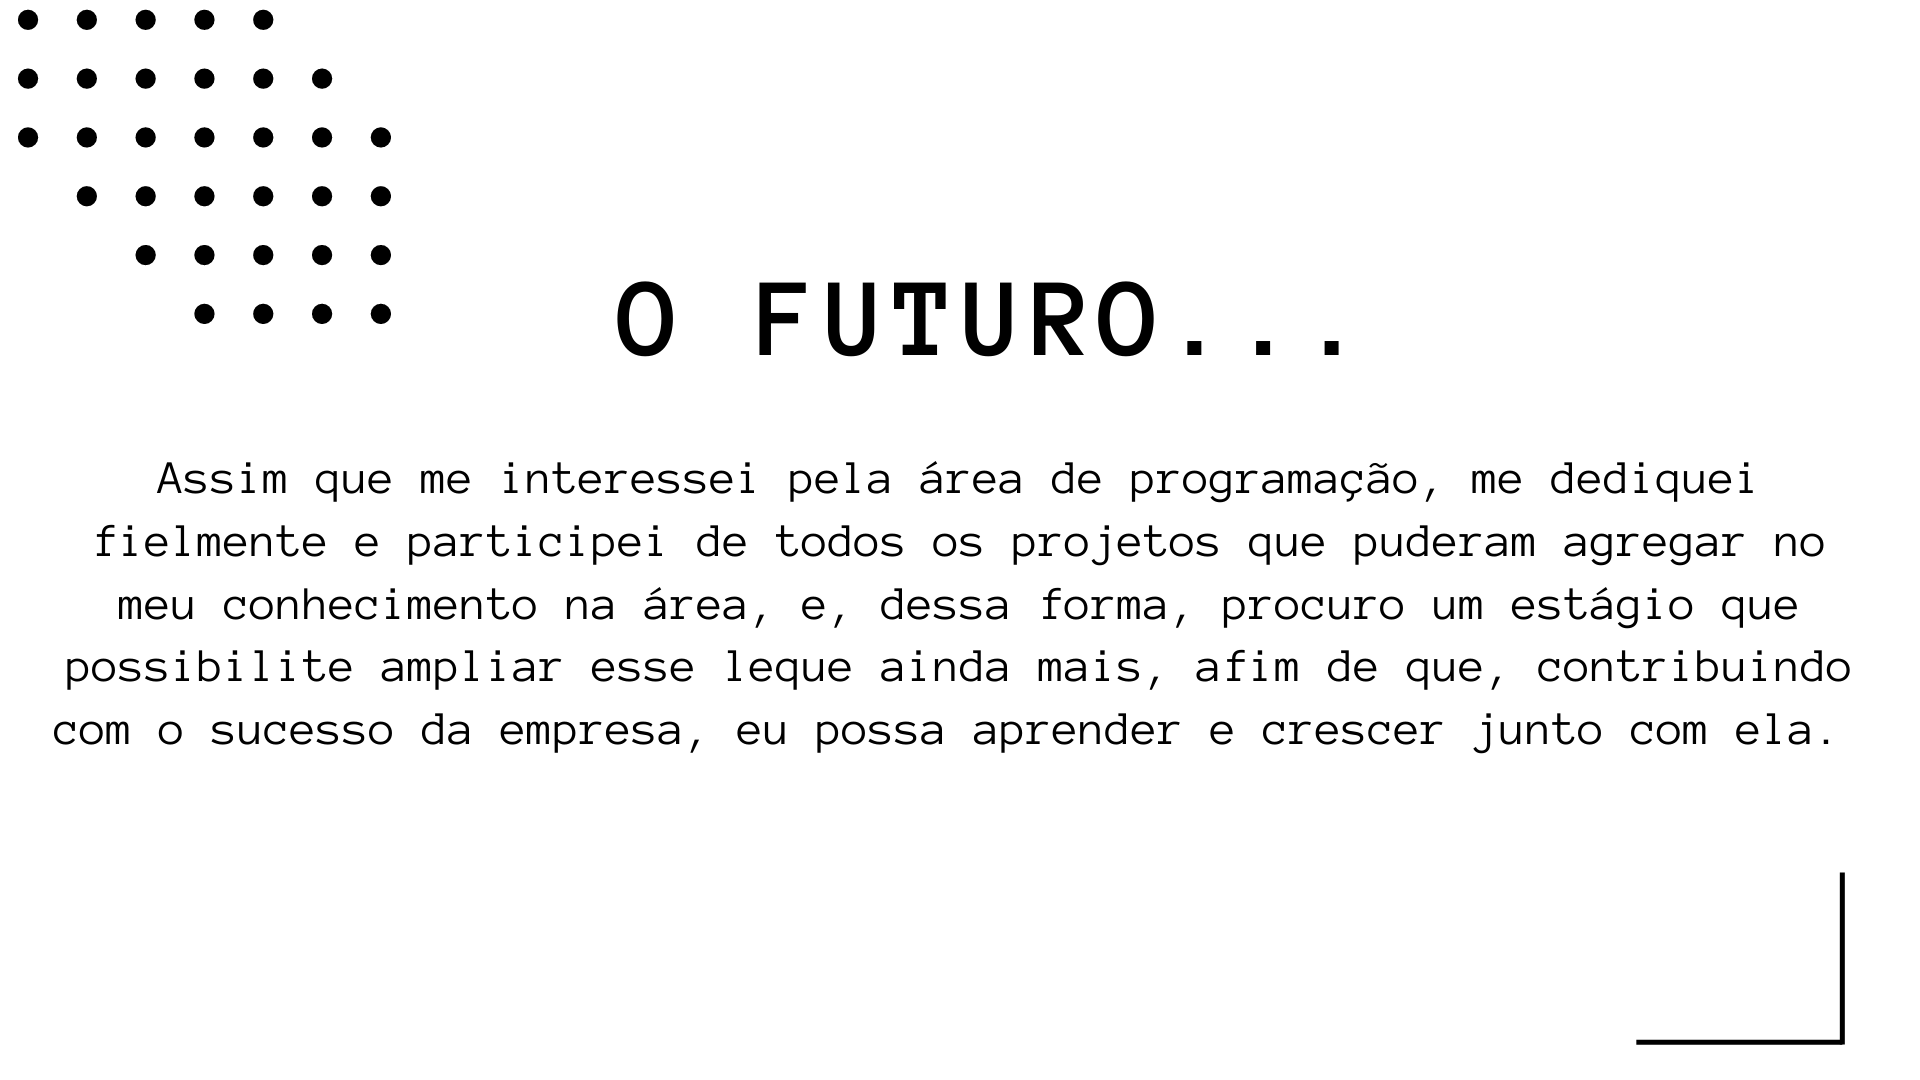 O FUTURO...
Assim que me interessei pela área de programação, me dediquei
fielmente e participei de todos os projetos que puderam agregar no
meu conhecimento na área, e, dessa forma, procuro um estágio que
possibilite ampliar esse leque ainda mais, afim de que, contribuindo
com o sucesso da empresa, eu possa aprender e crescer junto com ela.